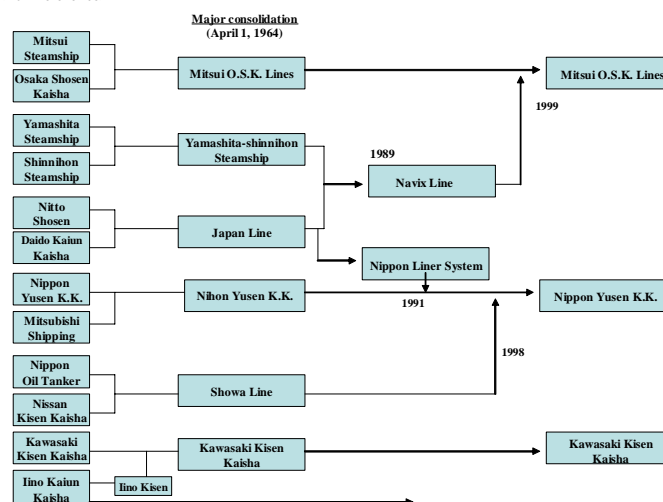 Major consolidation
(April 1, 1964)
Mitsui
Steamship
Osaka Shosen
Kaisha
Mitsui O.S.K. Lines
Mitsui O.S.K. Lines
1999
Yamashita
Steamship
Shinnihon
Steamship
Yamashita-shinnihon
Steamship
1989
Navix Line
Nitto
Shosen
Daido Kaiun
Kaisha
Japan Line
Nippon Liner System
Nippon
Yusen K.K.
Mitsubishi
Shipping
Nihon Yusen K.K.
1991
Nippon Yusen K.K.
1998
Nippon
Oil Tanker
Nissan
Kisen Kaisha
Showa Line
Kawasaki
Kisen Kaisha
Iino Kaiun
Kaisha
Iino Kisen
Kawasaki Kisen
Kaisha
Kawasaki Kisen
Kaisha